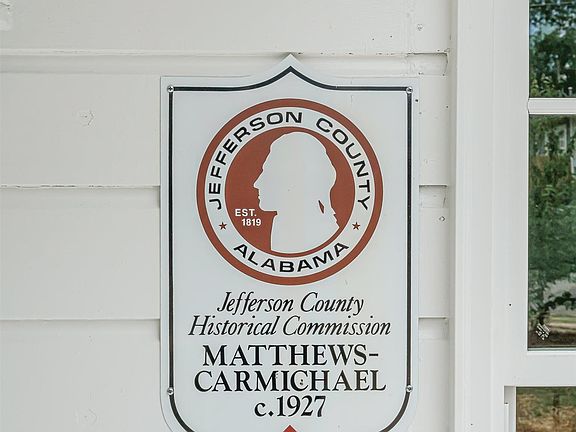 JEFFERSON COUNTY
EST.
1819
ALABAMA
Jefferson County
Historical Commission
MATTHEWS-
CARMICHAEL
c.1927